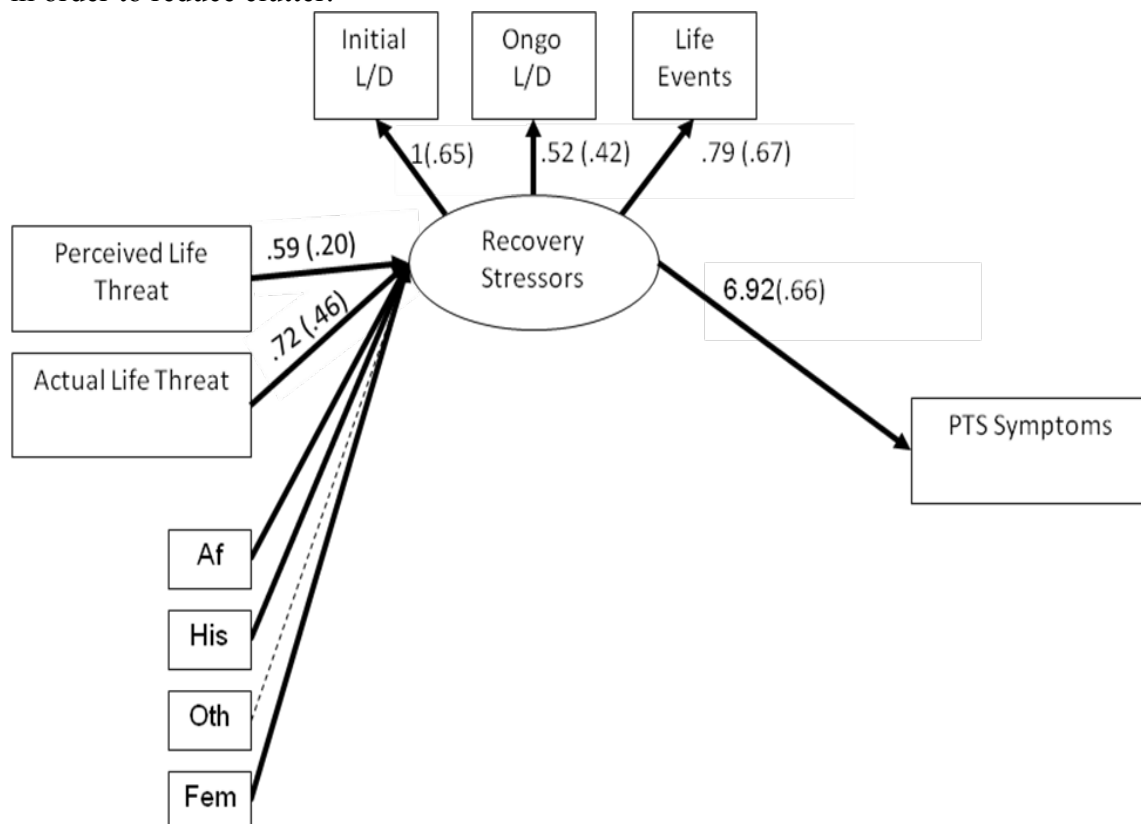 in order to reduce clutter.
Initial
L/D
Ongo
L/D
Life
Events
1(.65)
.52 (.42)
.79 (.67)
Perceived Life
Threat
.59 (.20)
Recovery
Stressors
6.92(.66)
Actual Life Threat
.72 (.46)
PTS Symptoms
Af
His
Oth
Fem